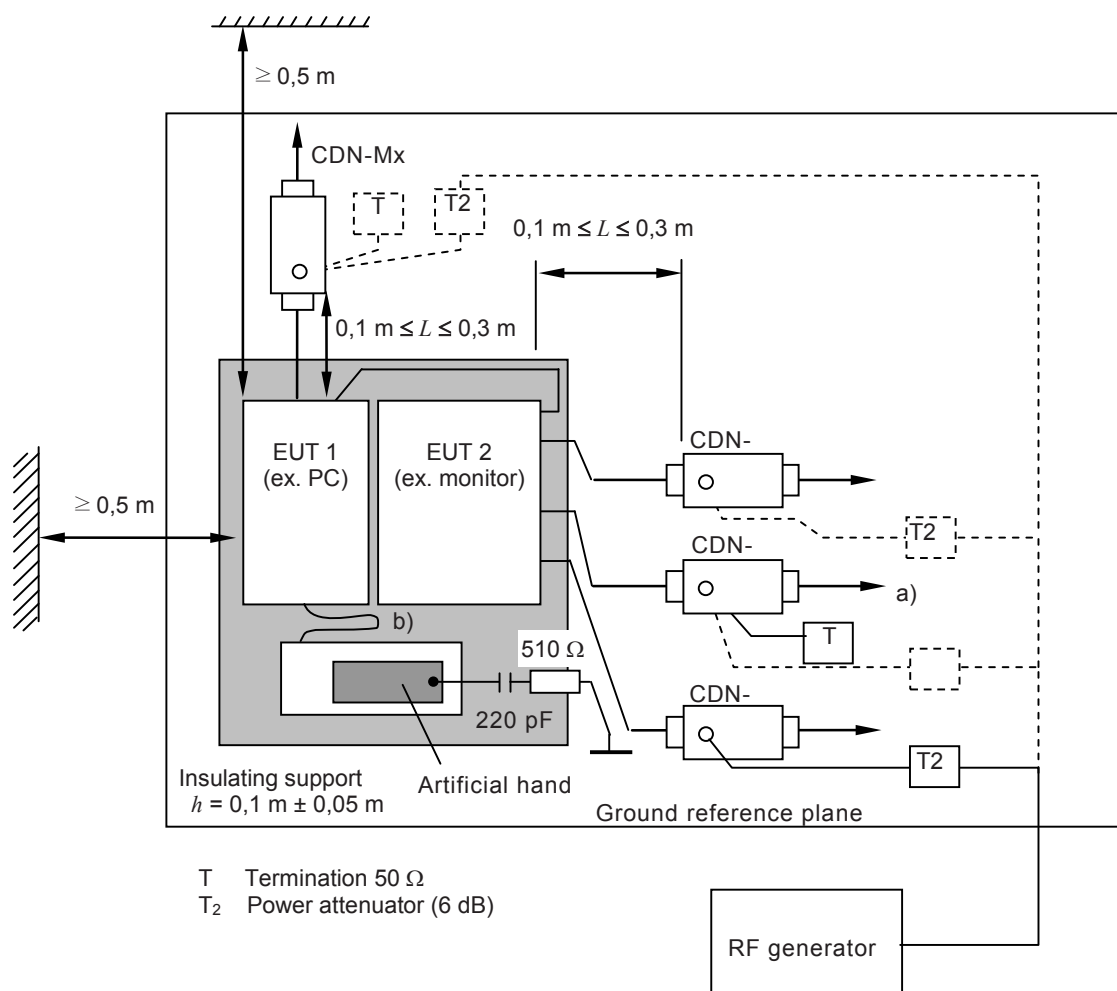 ≥ 0,5 m
CDN-Mx
T
T2
0,1 m ≤ L ≤ 0,3 m
0,1 m ≤ L ≤ 0,3 m
EUT 1
(ex. PC)
EUT 2
(ex. monitor)
CDN-
≥ 0,5 m
T2
CDN-
a)
b)
T
510 Ω
CDN-
220 pF
T2
Insulating support
h = 0,1 m ± 0,05 m
Artificial hand
Ground reference plane
T Termination 50 Ω
T₂ Power attenuator (6 dB)
RF generator